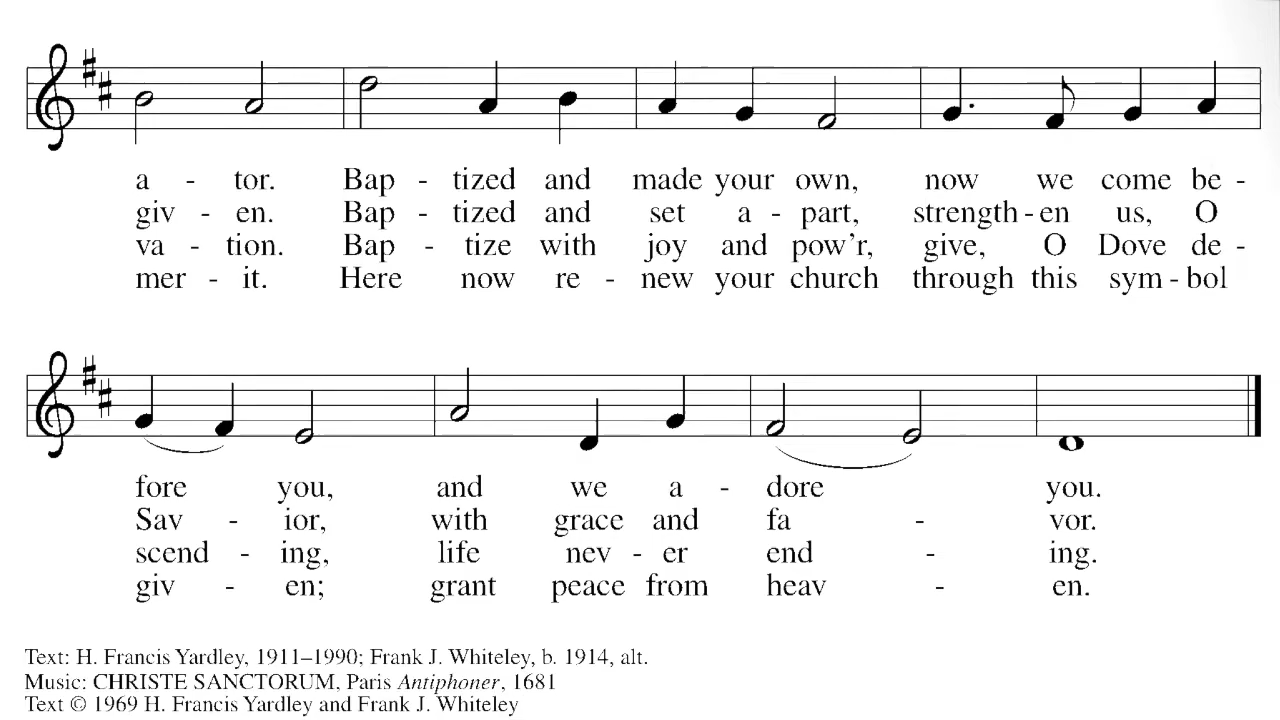 a - tor. Bap - tized and made your own, now we come be -
giv - en. Bap - tized and set a - part, strength - en us, O
va - tion. Bap - tize with joy and pow’r, give, O Dove de -
mer - it. Here now re - new your church through this sym - bol
fore you, and we a - dore you.
Sav - ior, with grace and fa - vor.
scend - ing, life nev - er end - ing.
giv - en; grant peace from heav - en.
Text: H. Francis Yardley, 1911–1990; Frank J. Whiteley, b. 1914, alt.
Music: CHRISTE SANCTORUM, Paris Antiphoner, 1681
Text © 1969 H. Francis Yardley and Frank J. Whiteley